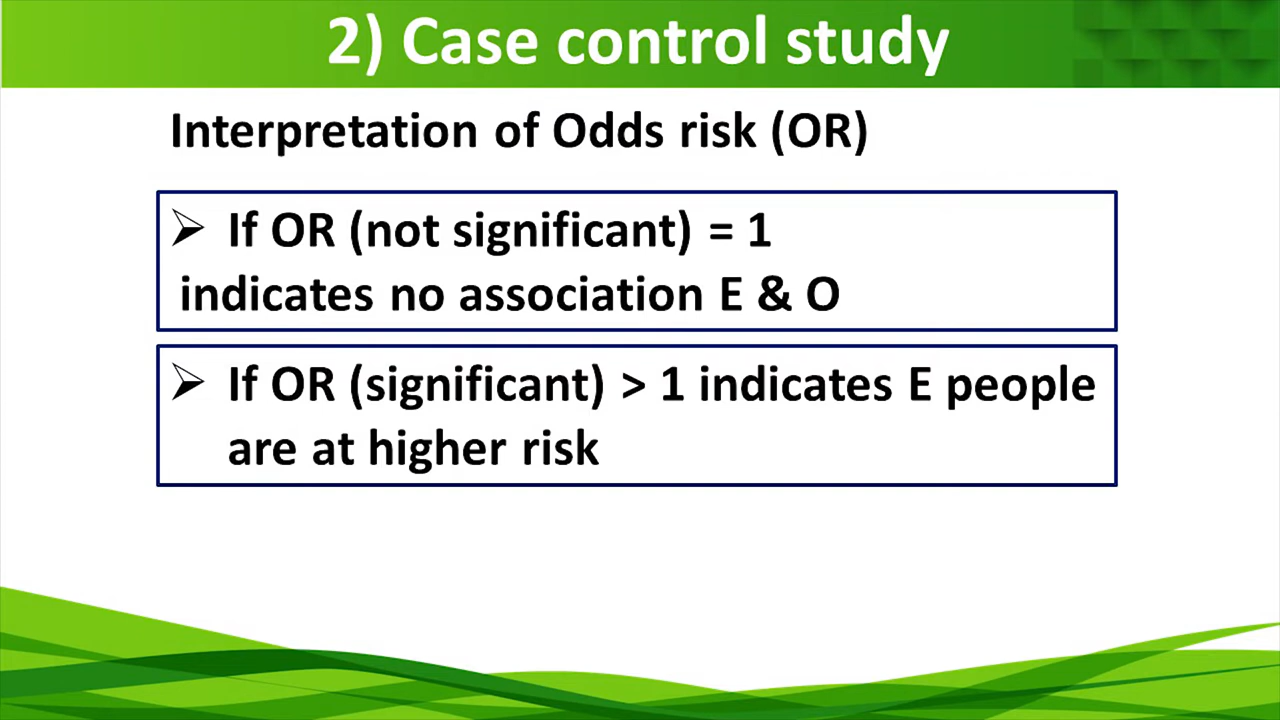 2) Case control study
Interpretation of Odds risk (OR)
➢ If OR (not significant) = 1
indicates no association E & O
➢ If OR (significant) > 1 indicates E people
are at higher risk